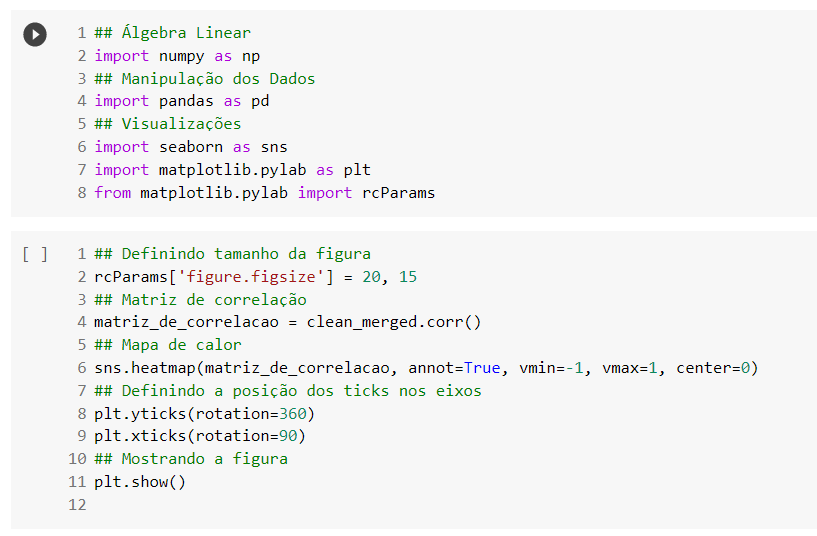 1 ## Álgebra Linear
2 import numpy as np
3 ## Manipulação dos Dados
4 import pandas as pd
5 ## Visualizações
6 import seaborn as sns
7 import matplotlib.pylab as plt
8 from matplotlib.pylab import rcParams
[ ] 1 ## Definindo tamanho da figura
2 rcParams['figure.figsize'] = 20, 15
3 ## Matriz de correlação
4 matriz_de_correlacao = clean_merged.corr()
5 ## Mapa de calor
6 sns.heatmap(matriz_de_correlacao, annot=True, vmin=-1, vmax=1, center=0)
7 ## Definindo a posição dos ticks nos eixos
8 plt.yticks(rotation=360)
9 plt.xticks(rotation=90)
10 ## Mostrando a figura
11 plt.show()
12